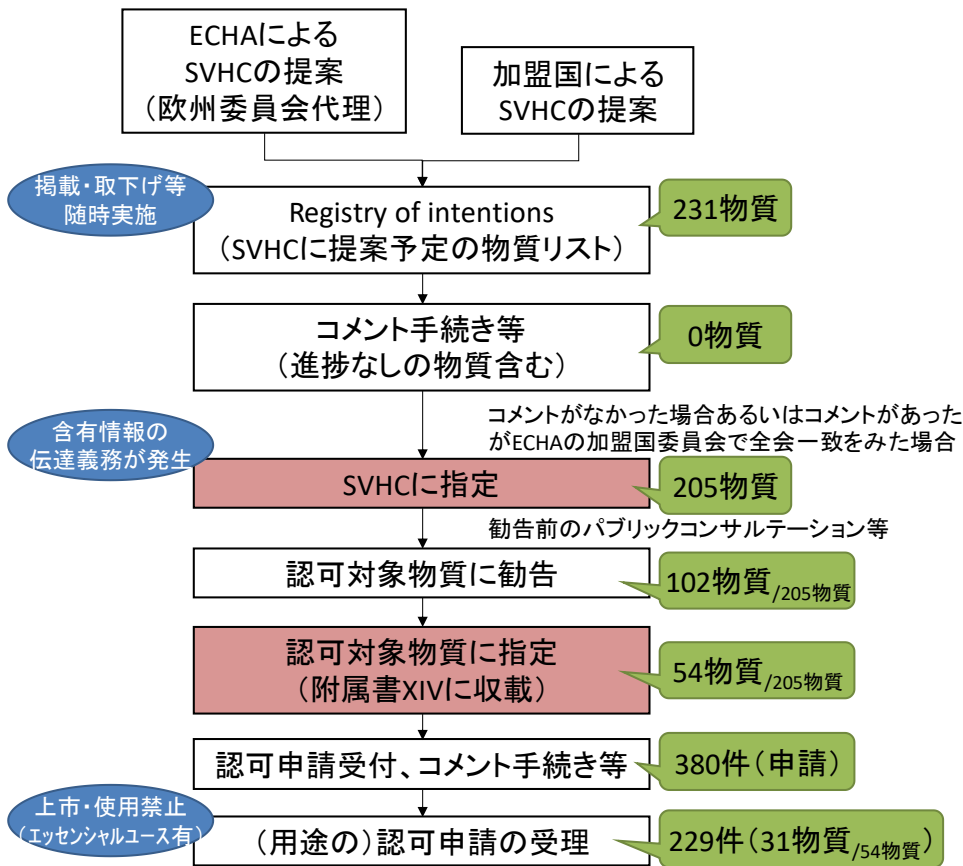 ECHAによる
SVHCの提案
（欧州委員会代理）
加盟国による
SVHCの提案
掲載・取下げ等
随時実施
Registry of intentions
（SVHCに提案予定の物質リスト）
231物質
コメント手続き等
（進捗なしの物質含む）
0物質
コメントがなかった場合あるいはコメントがあった
がECHAの加盟国委員会で全会一致をみた場合
含有情報の
伝達義務が発生
SVHCに指定
205物質
勧告前のパブリックコンサルテーション等
認可対象物質に勧告
102物質/205物質
認可対象物質に指定
（附属書XIVに収載）
54物質/205物質
認可申請受付、コメント手続き等
380件（申請）
上市・使用禁止
（エッセンシャルユース有）
（用途の）認可申請の受理
229件（31物質/54物質）